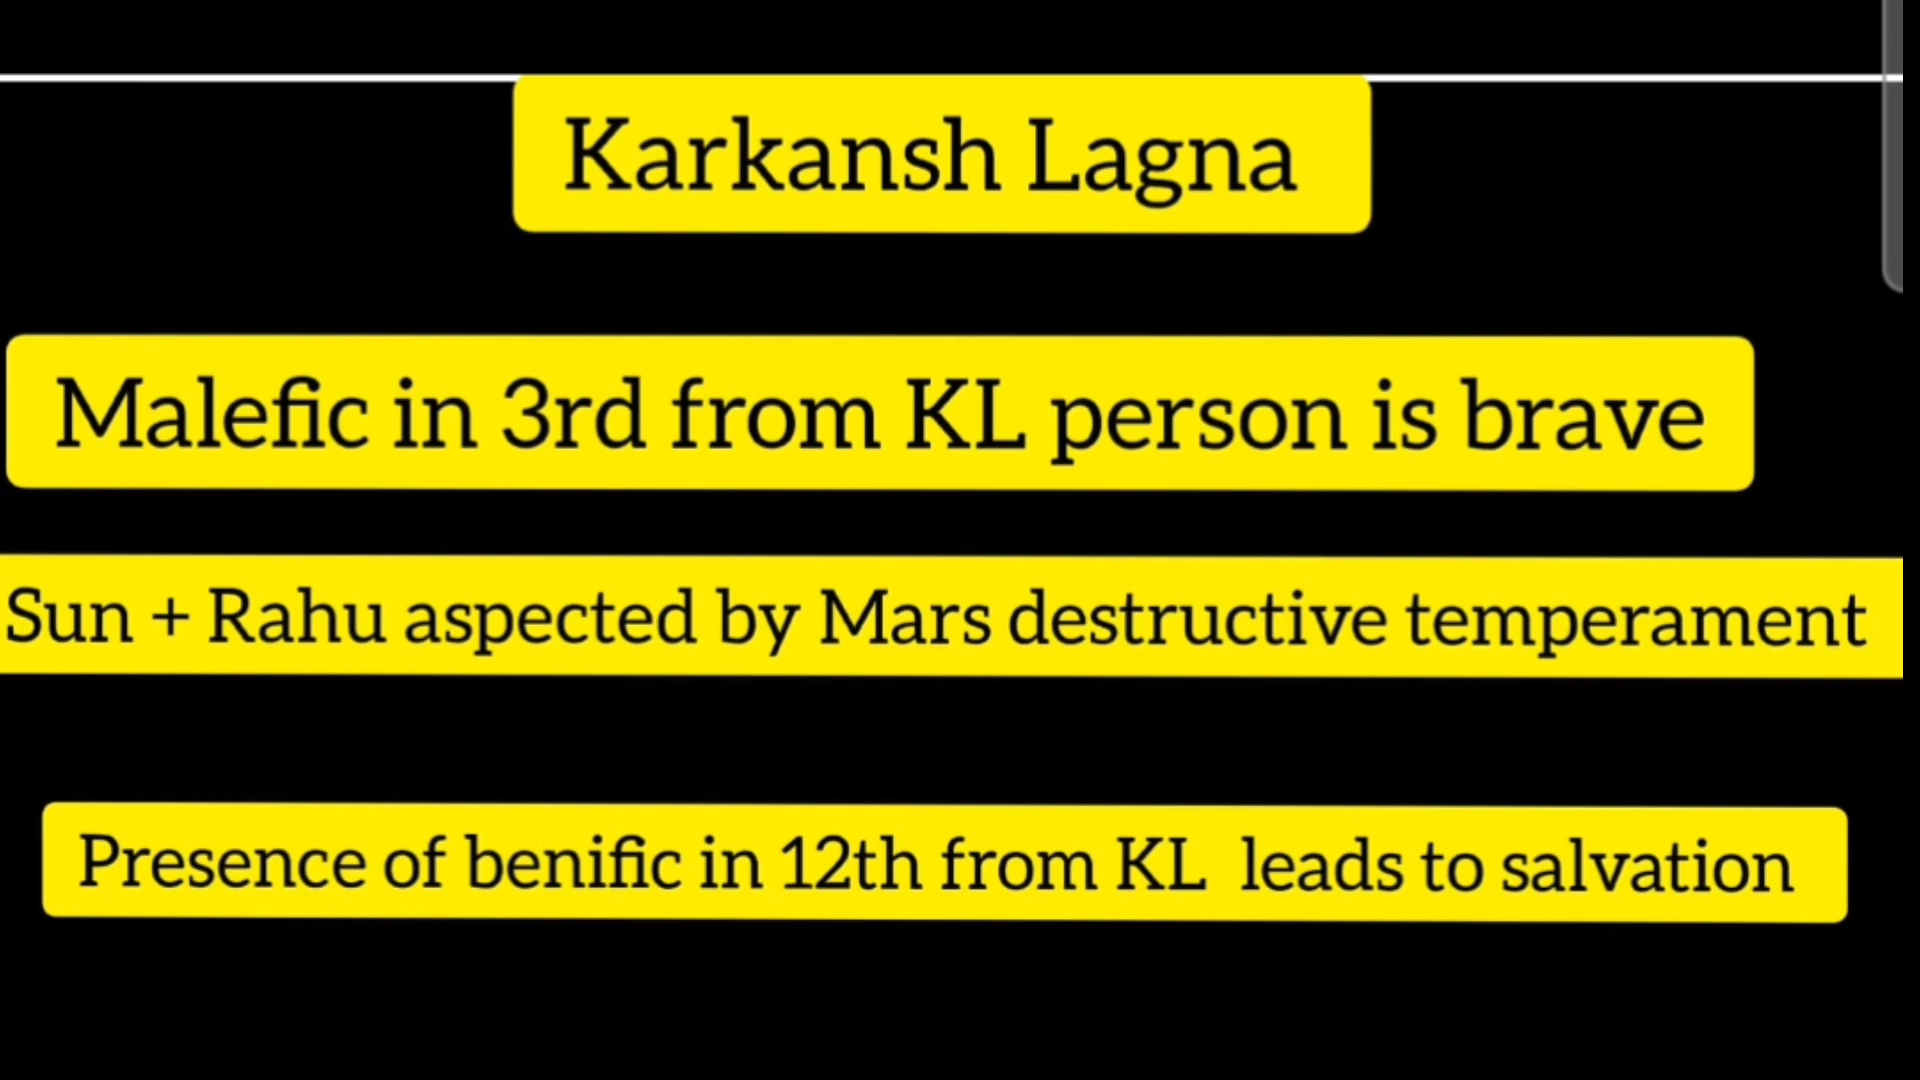 Karkansh Lagna
Malefic in 3rd from KL person is brave
Sun + Rahu aspected by Mars destructive temperament
Presence of benific in 12th from KL leads to salvation